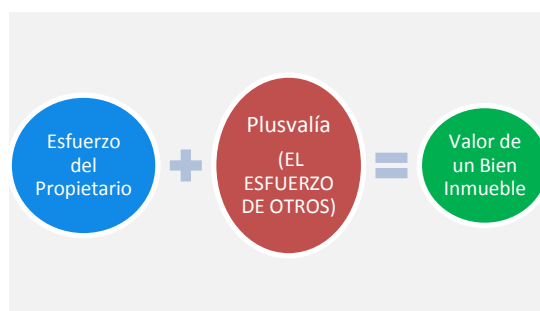 Esfuerzo
del
Propietario
Plusvalía
(EL
ESFUERZO
DE OTROS)
Valor de
un Bien
Inmueble